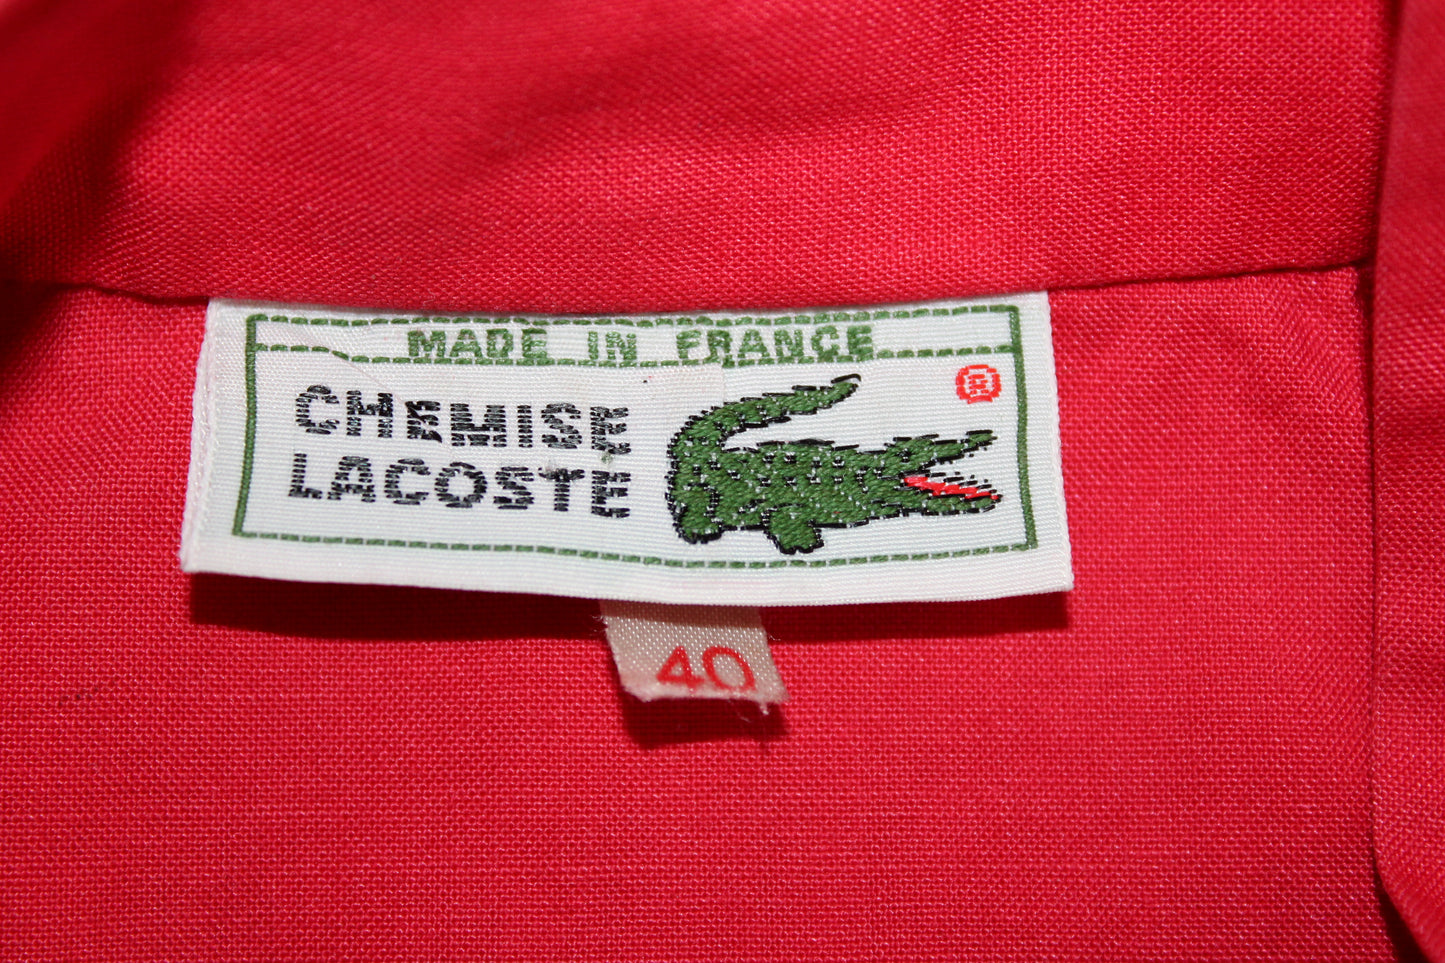 MADE IN FRANCE
CHEMISE
LACOSTE
®
40